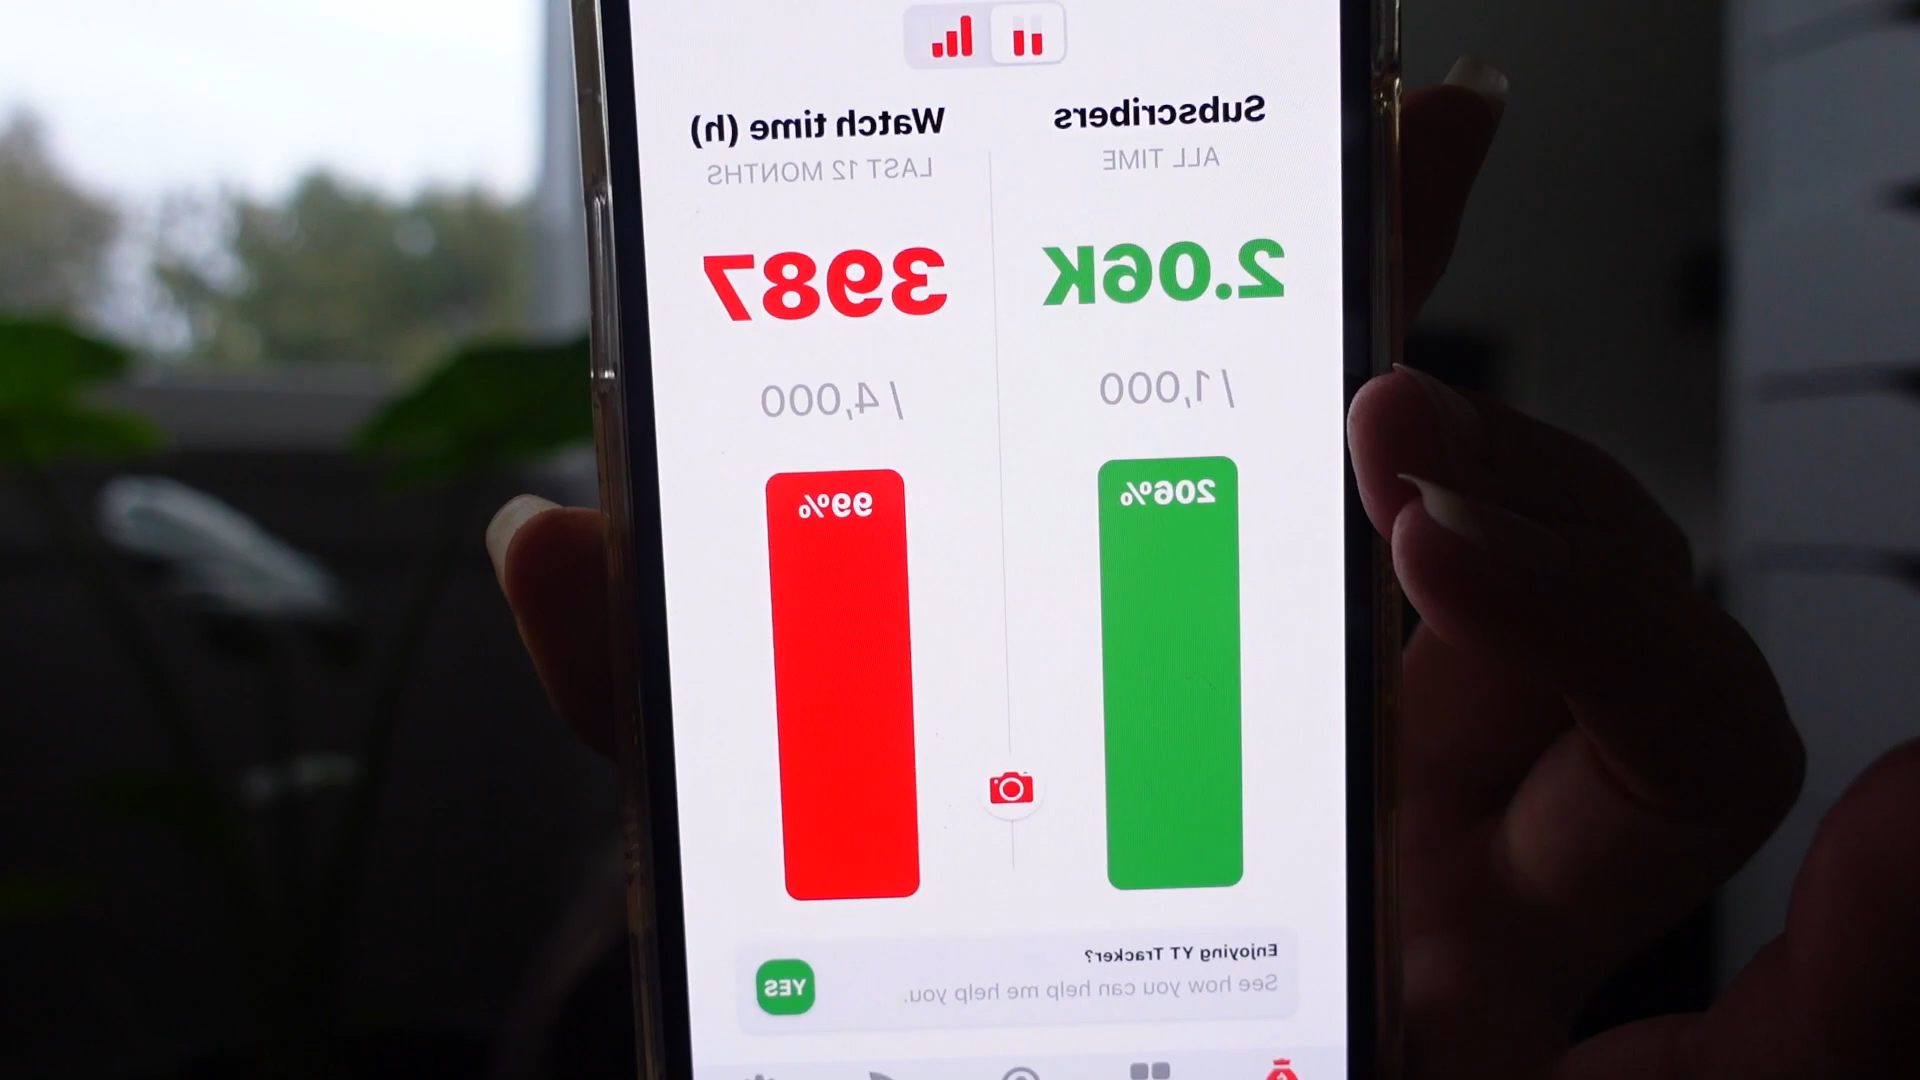 Subscribers
ALL TIME
2.06K
/ 1,000
206%
Watch time (h)
LAST 12 MONTHS
3987
/ 4,000
99%
Enjoying YT Tracker?
See how you can help me help you.
YES